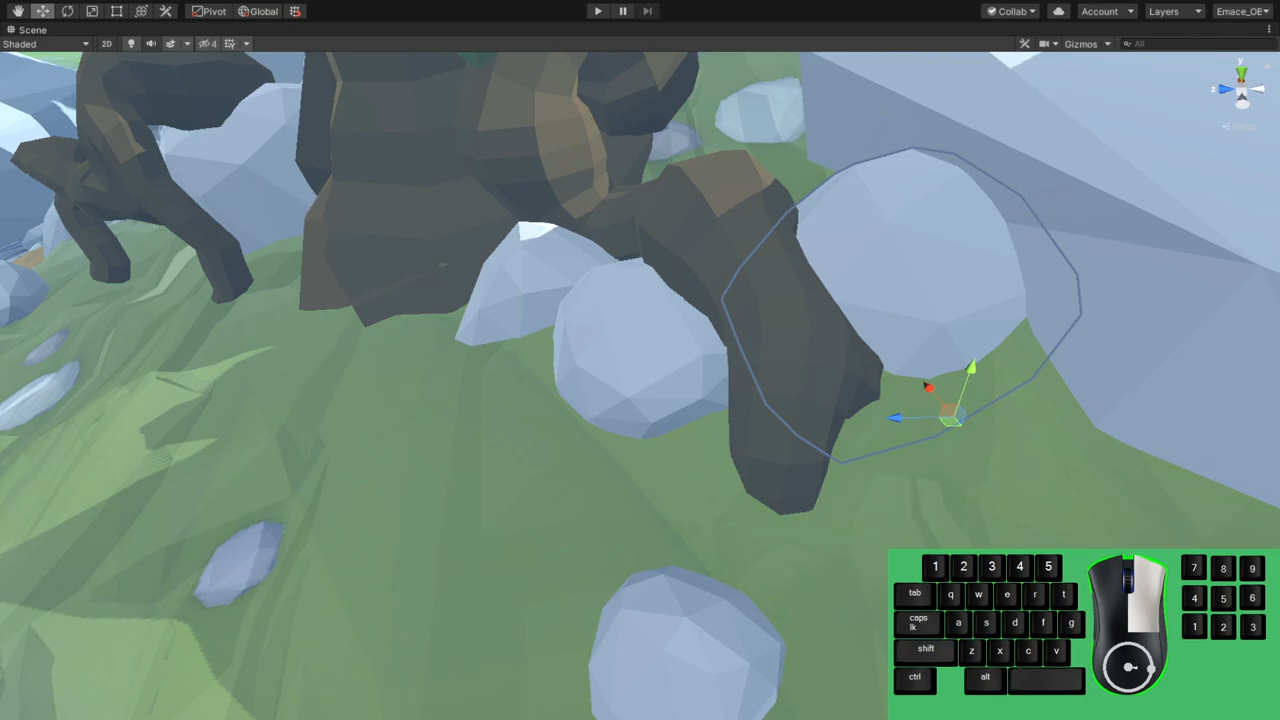 Pivot Global Collab Account Layers Emace_OE
Scene
Shaded 2D 4 Gizmos All
y
z
Persp
1 2 3 4 5 7 8 9
tab q w e r t 4 5 6
caps lk a s d f g 1 2 3
shift z x c v
ctrl alt